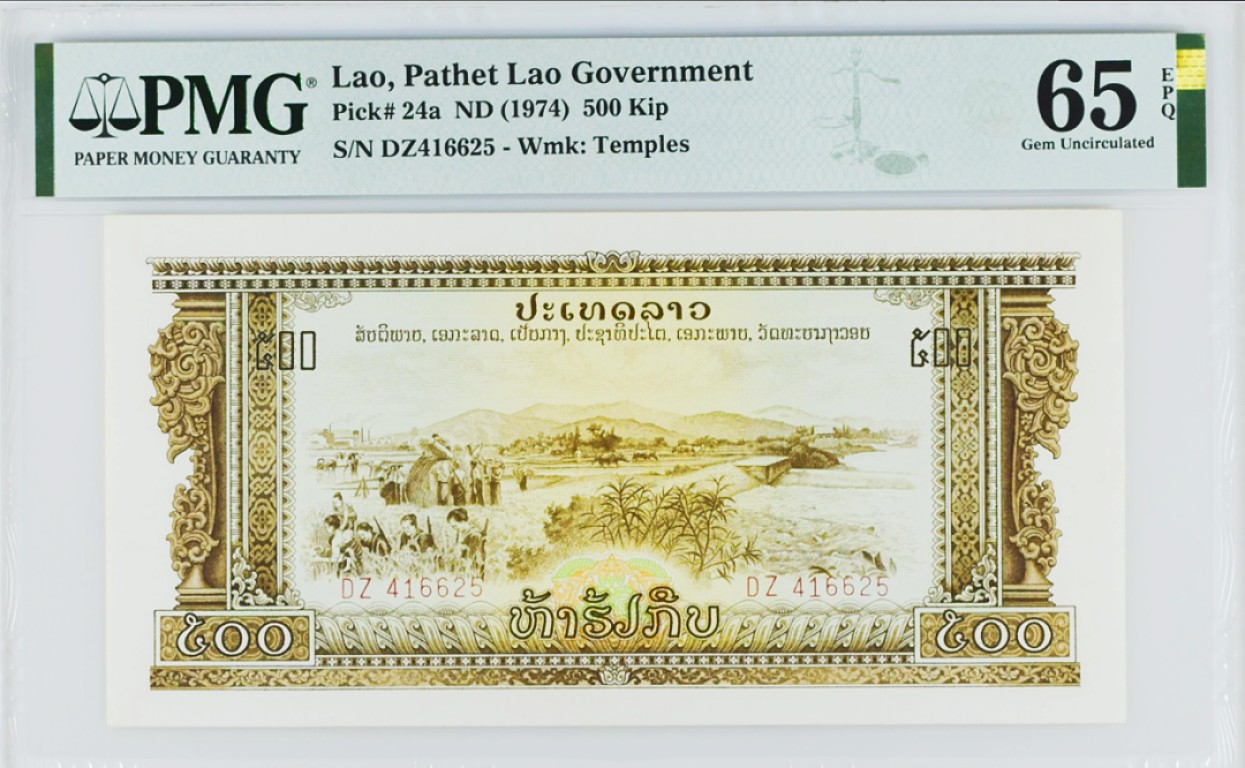 PMG®
PAPER MONEY GUARANTY
Lao, Pathet Lao Government
Pick# 24a ND (1974) 500 Kip
S/N DZ416625 - Wmk: Temples
65
EPQ
Gem Uncirculated
ປະເທດລາວ
ສັນຕິພາບ, ເອກະລາດ, ເປັນກາງ, ປະຊາທິປະໄຕ, ເອກະພາບ, ວັດທະນາຖາວອນ
໕໐໐ ໕໐໐
DZ 416625 DZ 416625
ຫ້າຮ້ຽກີບ
໕໐໐ ໕໐໐